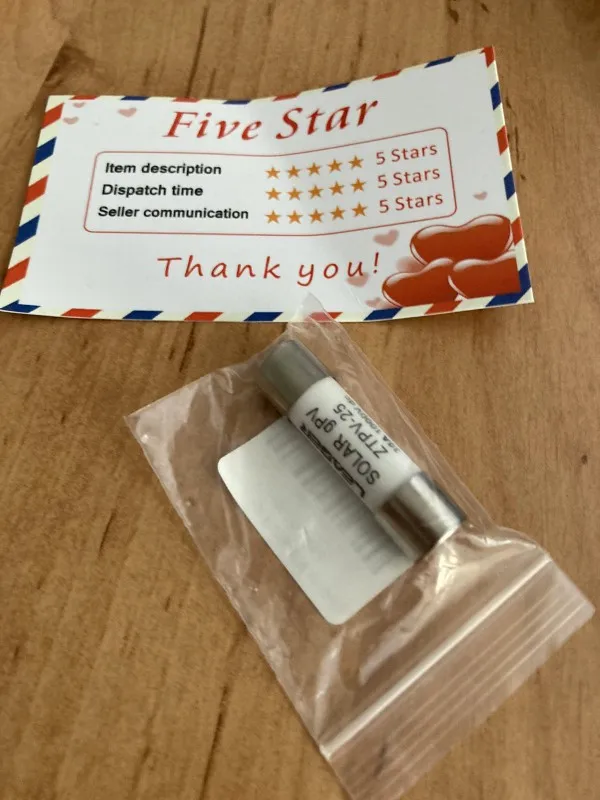 Five Star
Item description ★★★★★ 5 Stars
Dispatch time ★★★★★ 5 Stars
Seller communication ★★★★★ 5 Stars
Thank you!
SOLAR gPV
ZTPV-25